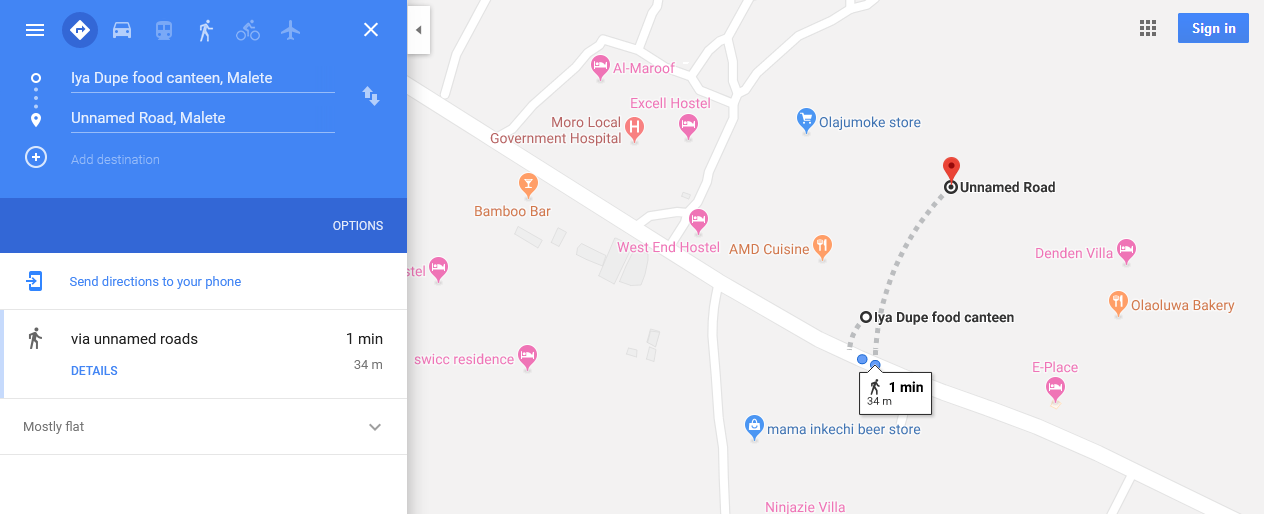 Iya Dupe food canteen, Malete
Unnamed Road, Malete
Add destination
OPTIONS
Send directions to your phone
via unnamed roads
1 min
34 m
DETAILS
Mostly flat
Sign in
Al-Maroof
Excell Hostel
Moro Local
Government Hospital
Olajumoke store
Unnamed Road
Bamboo Bar
West End Hostel
AMD Cuisine
Denden Villa
stel
Olaoluwa Bakery
Iya Dupe food canteen
swicc residence
E-Place
1 min
34 m
mama inkechi beer store
Ninjazie Villa